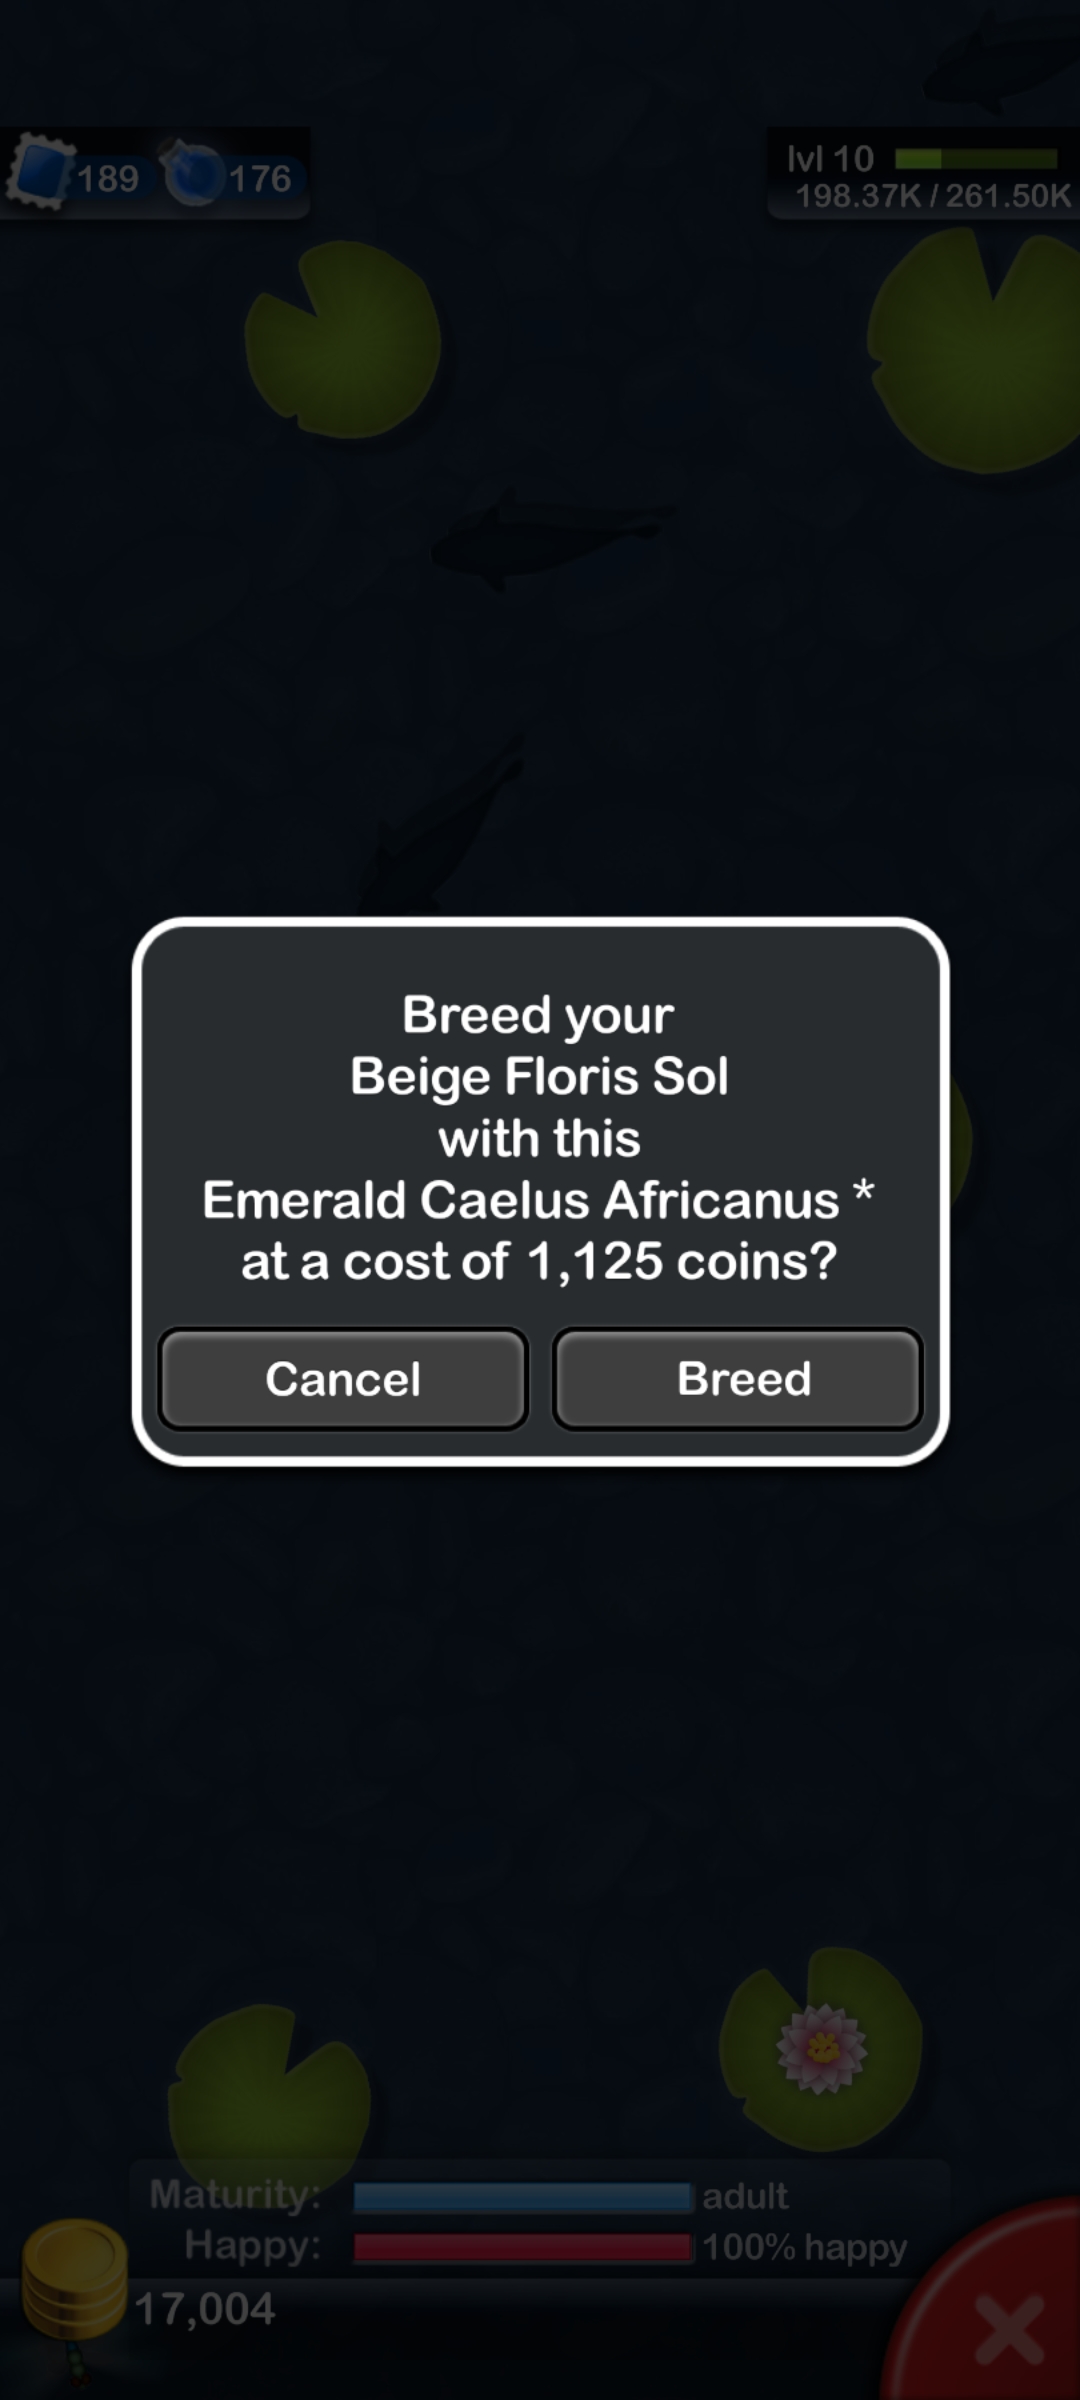 189 176
lvl 10
198.37K / 261.50K
Breed your
Beige Floris Sol
with this
Emerald Caelus Africanus *
at a cost of 1,125 coins?
Cancel Breed
Maturity: adult
Happy: 100% happy
17,004